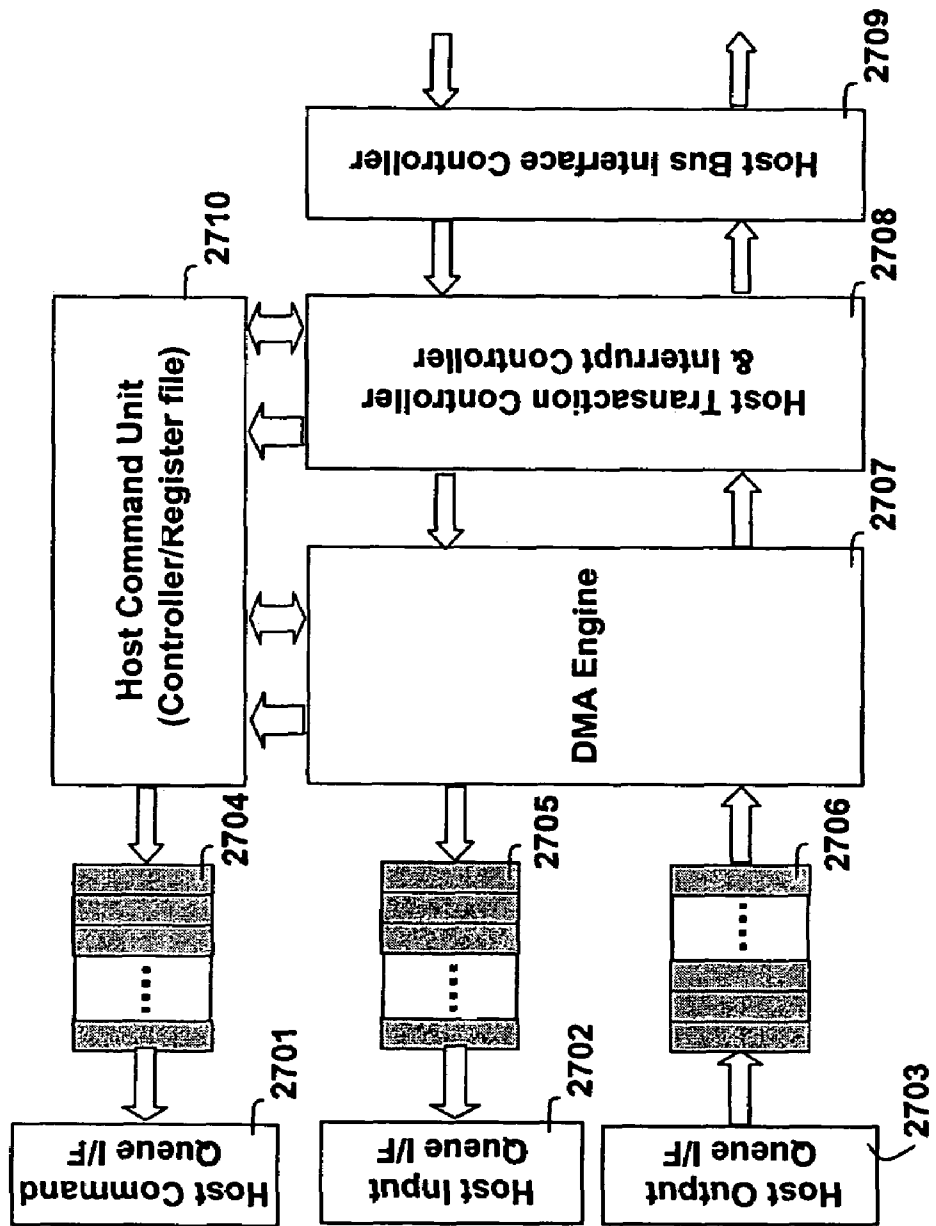 Host Command
Queue I/F
2701
2704
Host Command Unit
(Controller/Register file)
2710
Host Input
Queue I/F
2702
2705
DMA Engine
2707
Host Transaction Controller
& Interrupt Controller
2708
Host Bus Interface Controller
2709
Host Output
Queue I/F
2703
2706